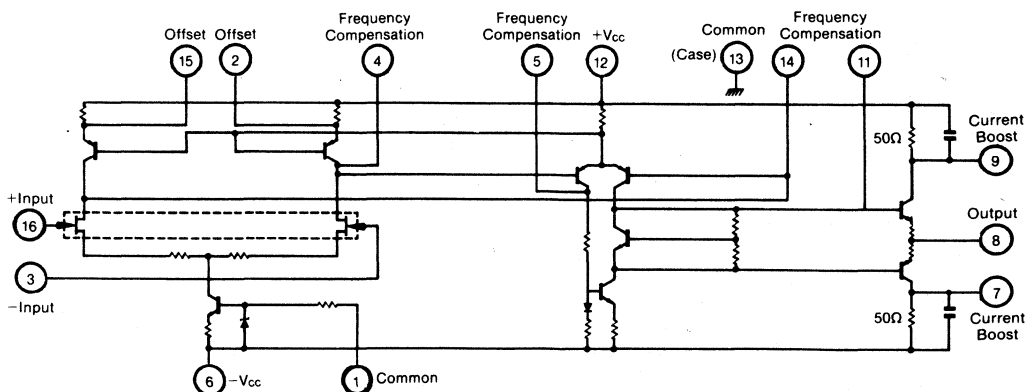 Frequency
Compensation
Offset
Offset
15
2
4
Frequency
Compensation
5
+Vcc
12
Common
(Case)
13
Frequency
Compensation
14
11
50Ω
Current
Boost
9
+Input
16
Output
8
3
−Input
7
Current
Boost
50Ω
6
−Vcc
1
Common